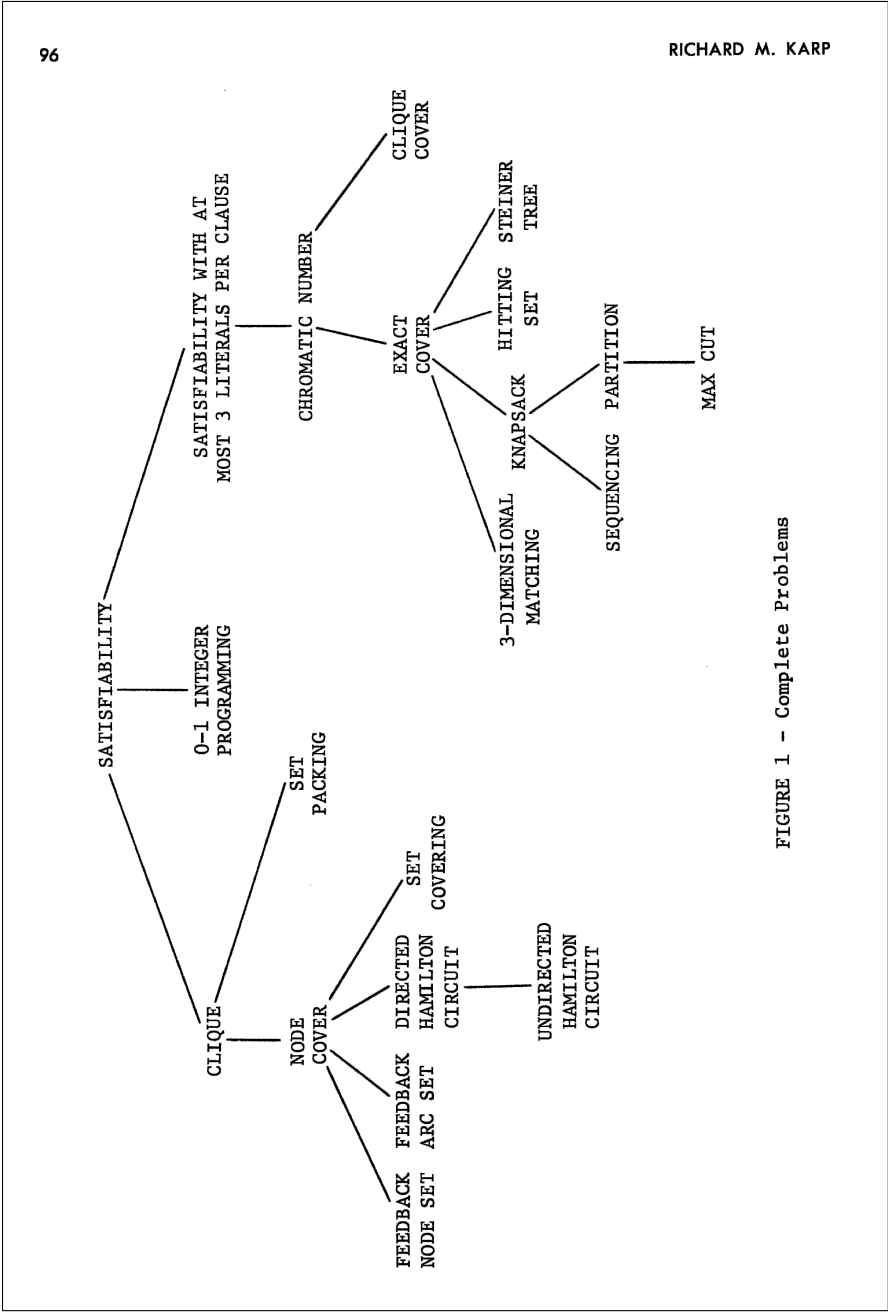 96
RICHARD M. KARP
SATISFIABILITY
CLIQUE
0-1 INTEGER
PROGRAMMING
SATISFIABILITY WITH AT
MOST 3 LITERALS PER CLAUSE
NODE
COVER
SET
PACKING
CHROMATIC NUMBER
FEEDBACK
NODE SET
FEEDBACK
ARC SET
DIRECTED
HAMILTON
CIRCUIT
SET
COVERING
EXACT
COVER
CLIQUE
COVER
3-DIMENSIONAL
MATCHING
KNAPSACK
HITTING
SET
STEINER
TREE
UNDIRECTED
HAMILTON
CIRCUIT
SEQUENCING
PARTITION
MAX CUT
FIGURE 1 - Complete Problems